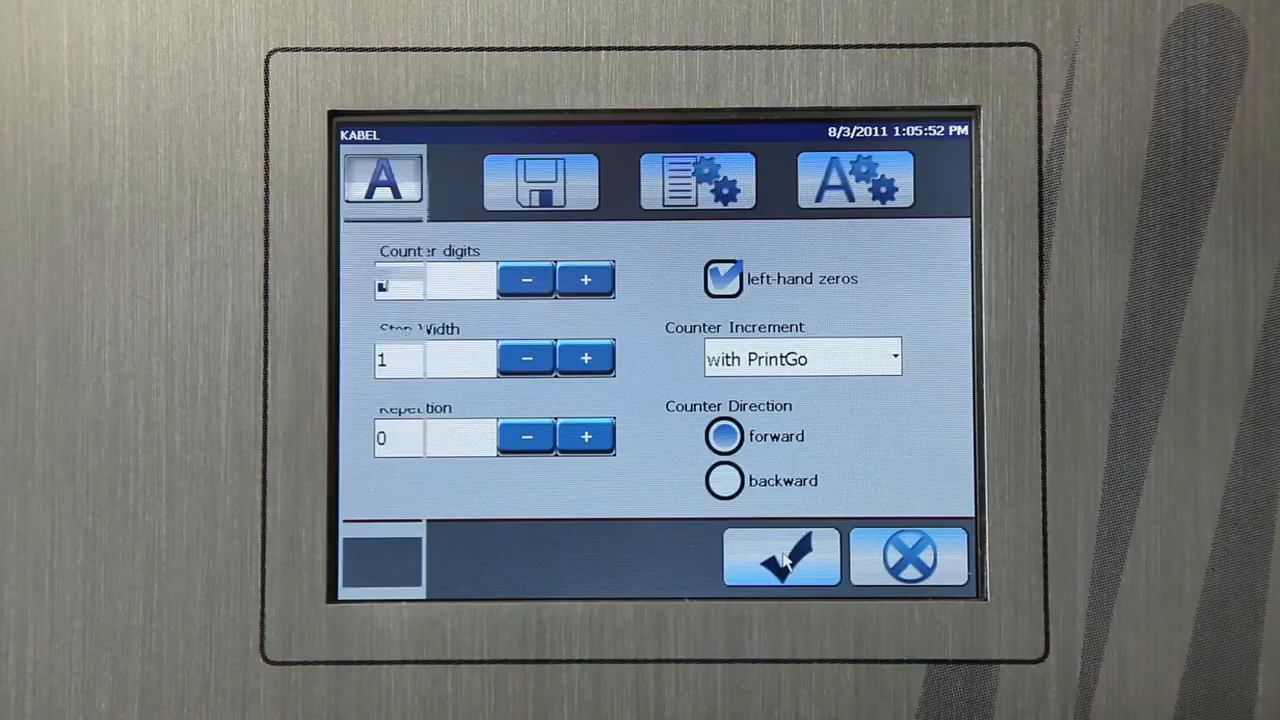 KABEL
8/3/2011 1:05:52 PM
A
A
Counter digits
left-hand zeros
Width
Counter Increment
1
with PrintGo
Counter Direction
0
forward
backward